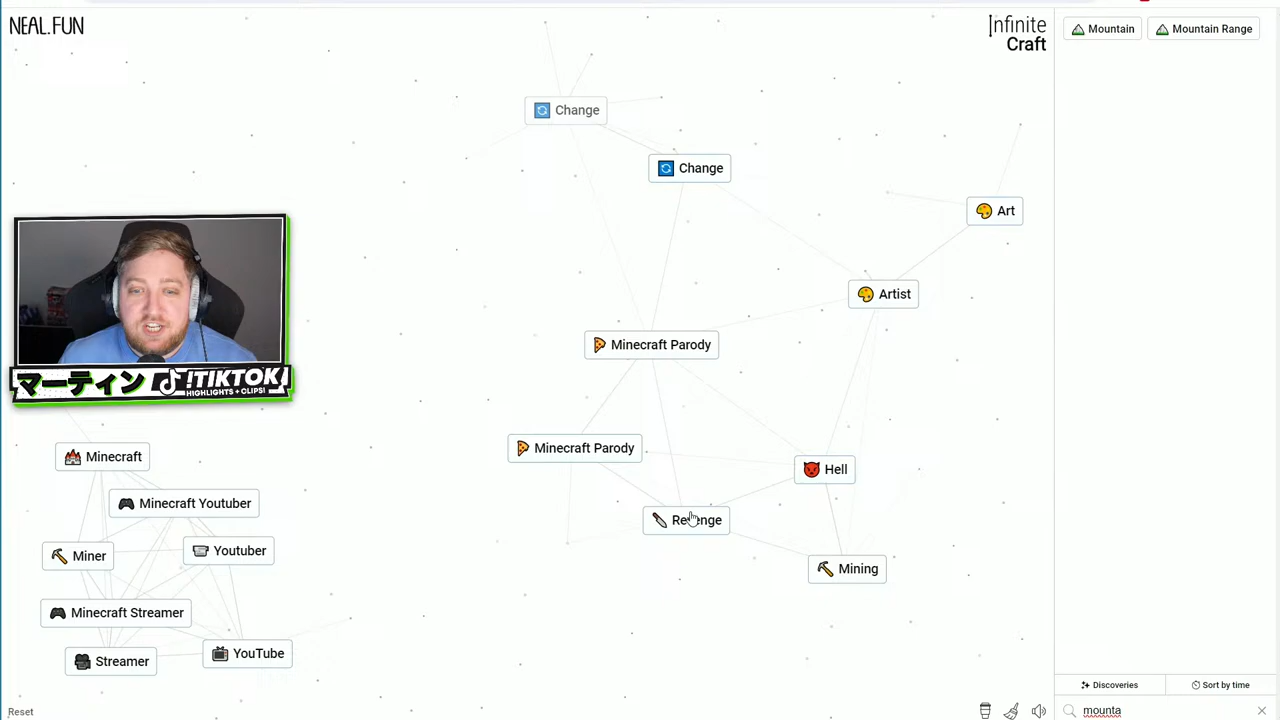 NEAL.FUN
Infinite
Craft
Mountain
Mountain Range
Change
Change
Art
Artist
Minecraft Parody
マーティン !TIKTOK
HIGHLIGHTS + CLIPS!
Minecraft Parody
Minecraft
Hell
Minecraft Youtuber
Revenge
Youtuber
Miner
Mining
Minecraft Streamer
YouTube
Streamer
Discoveries
Sort by time
Reset
mounta